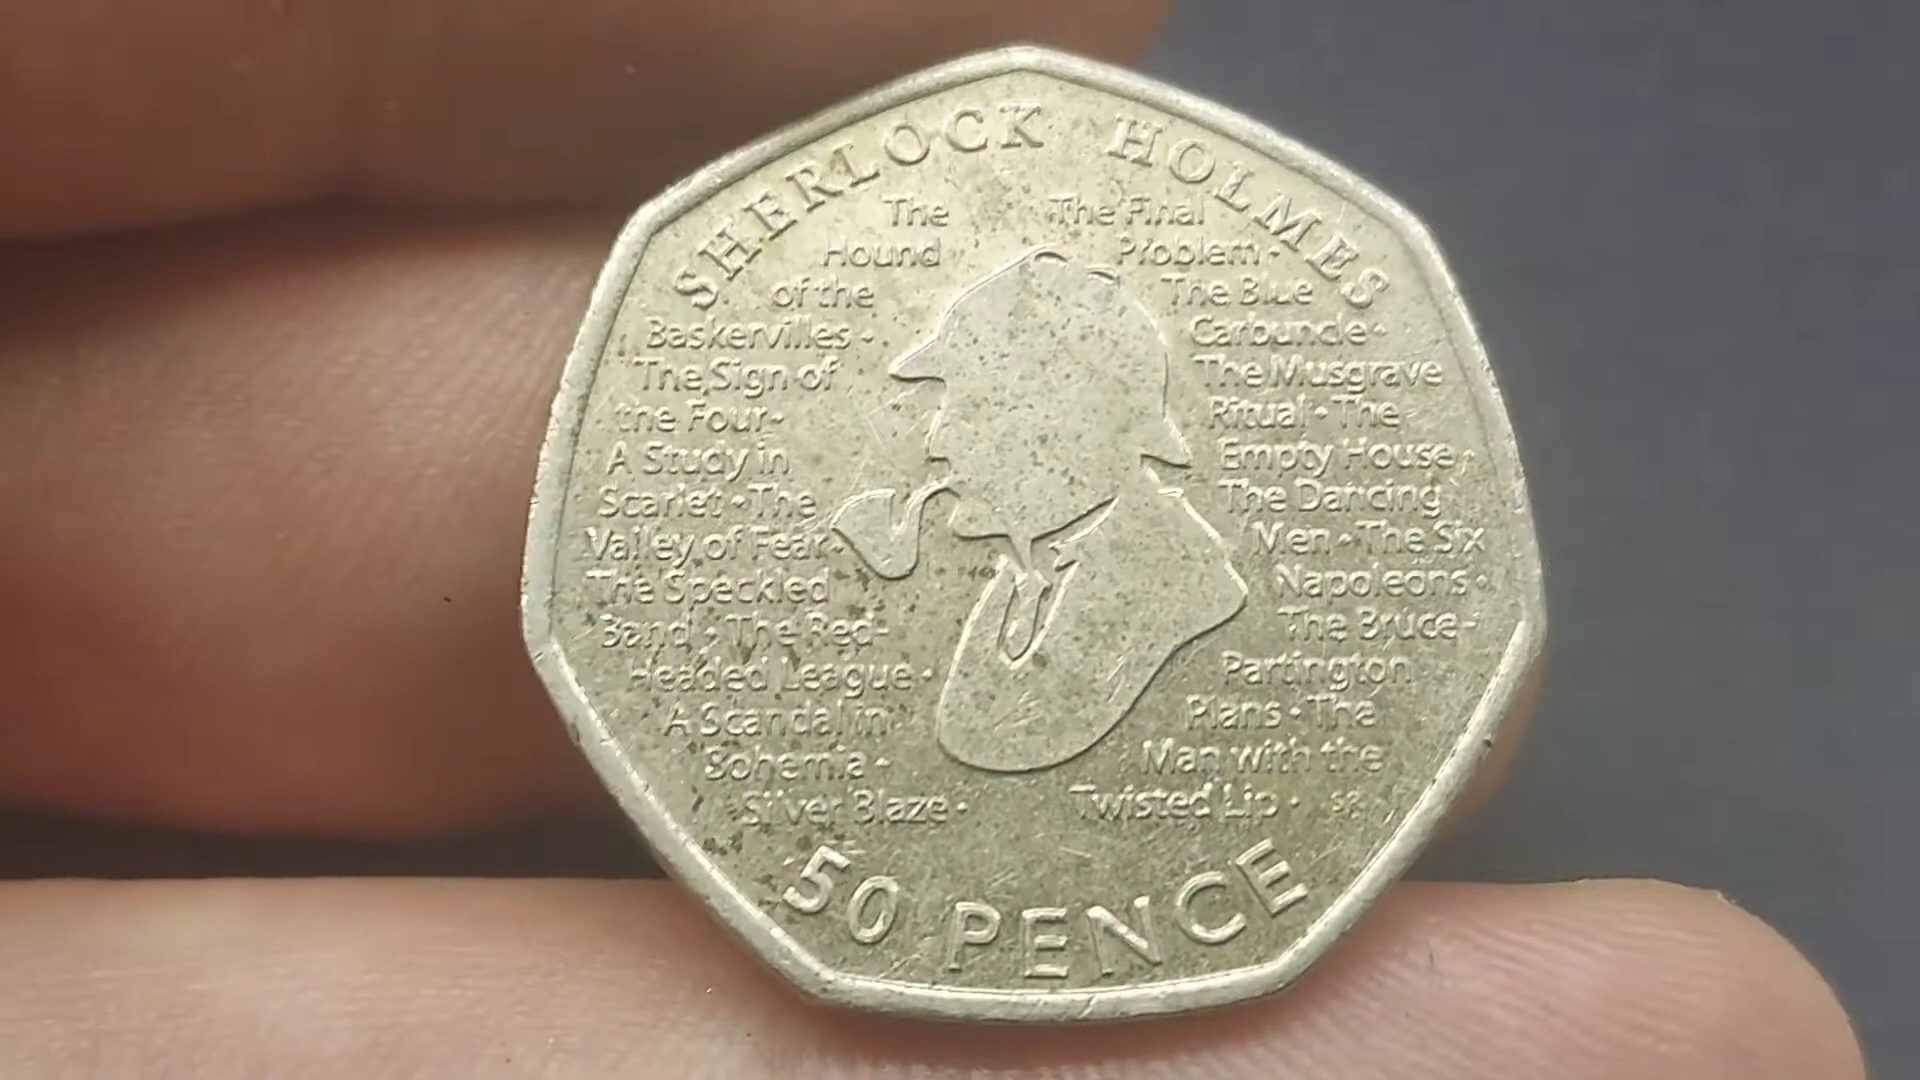 SHERLOCK HOLMES
The
Hound
of the
Baskervilles •
The Sign of
the Four •
A Study in
Scarlet • The
Valley of Fear •
The Speckled
Band • The Red-
Headed League •
A Scandal in
Bohemia •
Silver Blaze •
The Final
Problem •
The Blue
Carbuncle •
The Musgrave
Ritual • The
Empty House •
The Dancing
Men • The Six
Napoleons •
The Bruce-
Partington
Plans • The
Man with the
Twisted Lip •
SR
50 PENCE